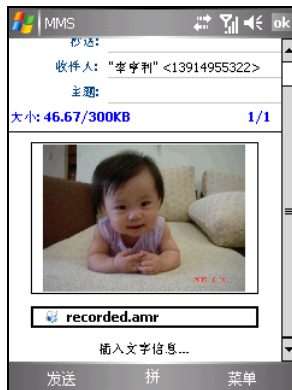 MMS
ok
抄送:
收件人: "李亨利" <13914955322>
主题:
大小: 46.67/300KB 1/1
recorded.amr
插入文字信息...
发送 拼 菜单